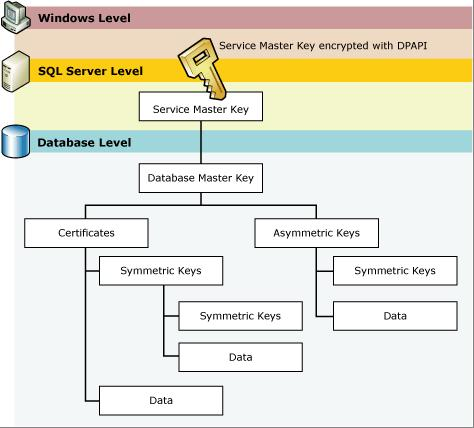 Windows Level
Service Master Key encrypted with DPAPI
SQL Server Level
Service Master Key
Database Level
Database Master Key
Certificates
Asymmetric Keys
Symmetric Keys
Symmetric Keys
Symmetric Keys
Data
Data
Data